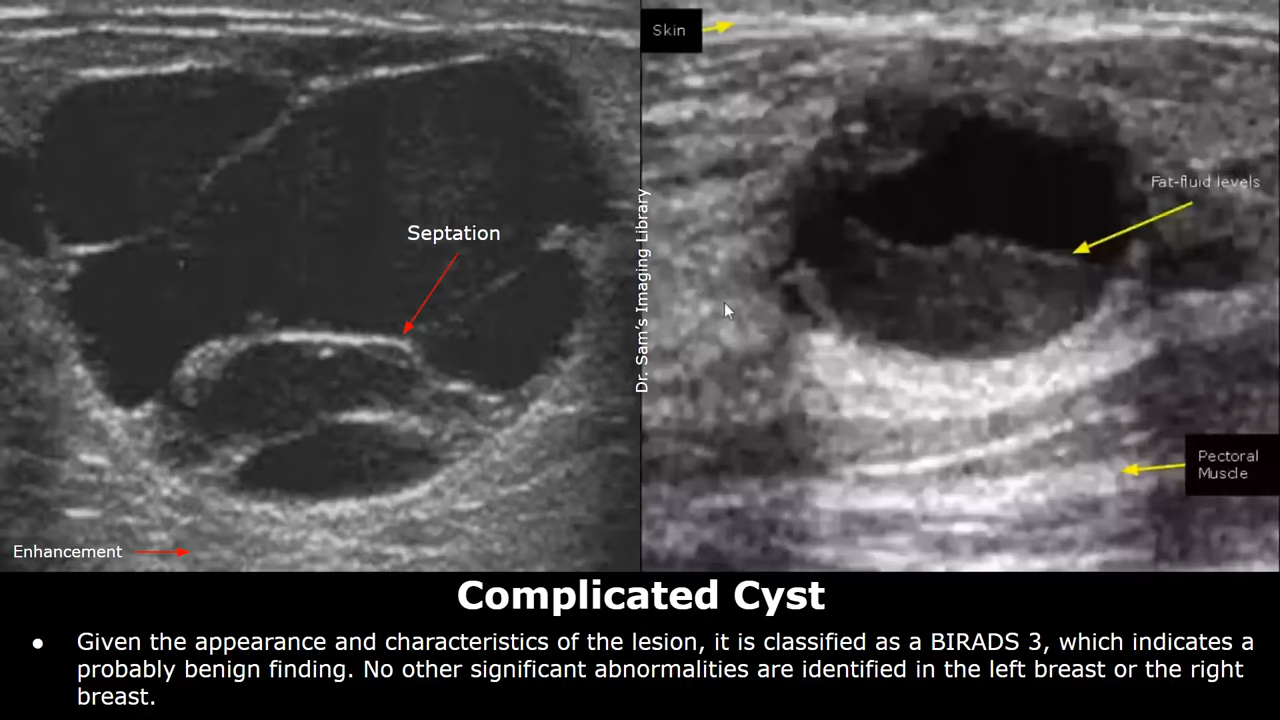 Skin
Fat-fluid levels
Septation
Dr. Sam's Imaging Library
Pectoral
Muscle
Enhancement
Complicated Cyst
● Given the appearance and characteristics of the lesion, it is classified as a BIRADS 3, which indicates a
probably benign finding. No other significant abnormalities are identified in the left breast or the right
breast.